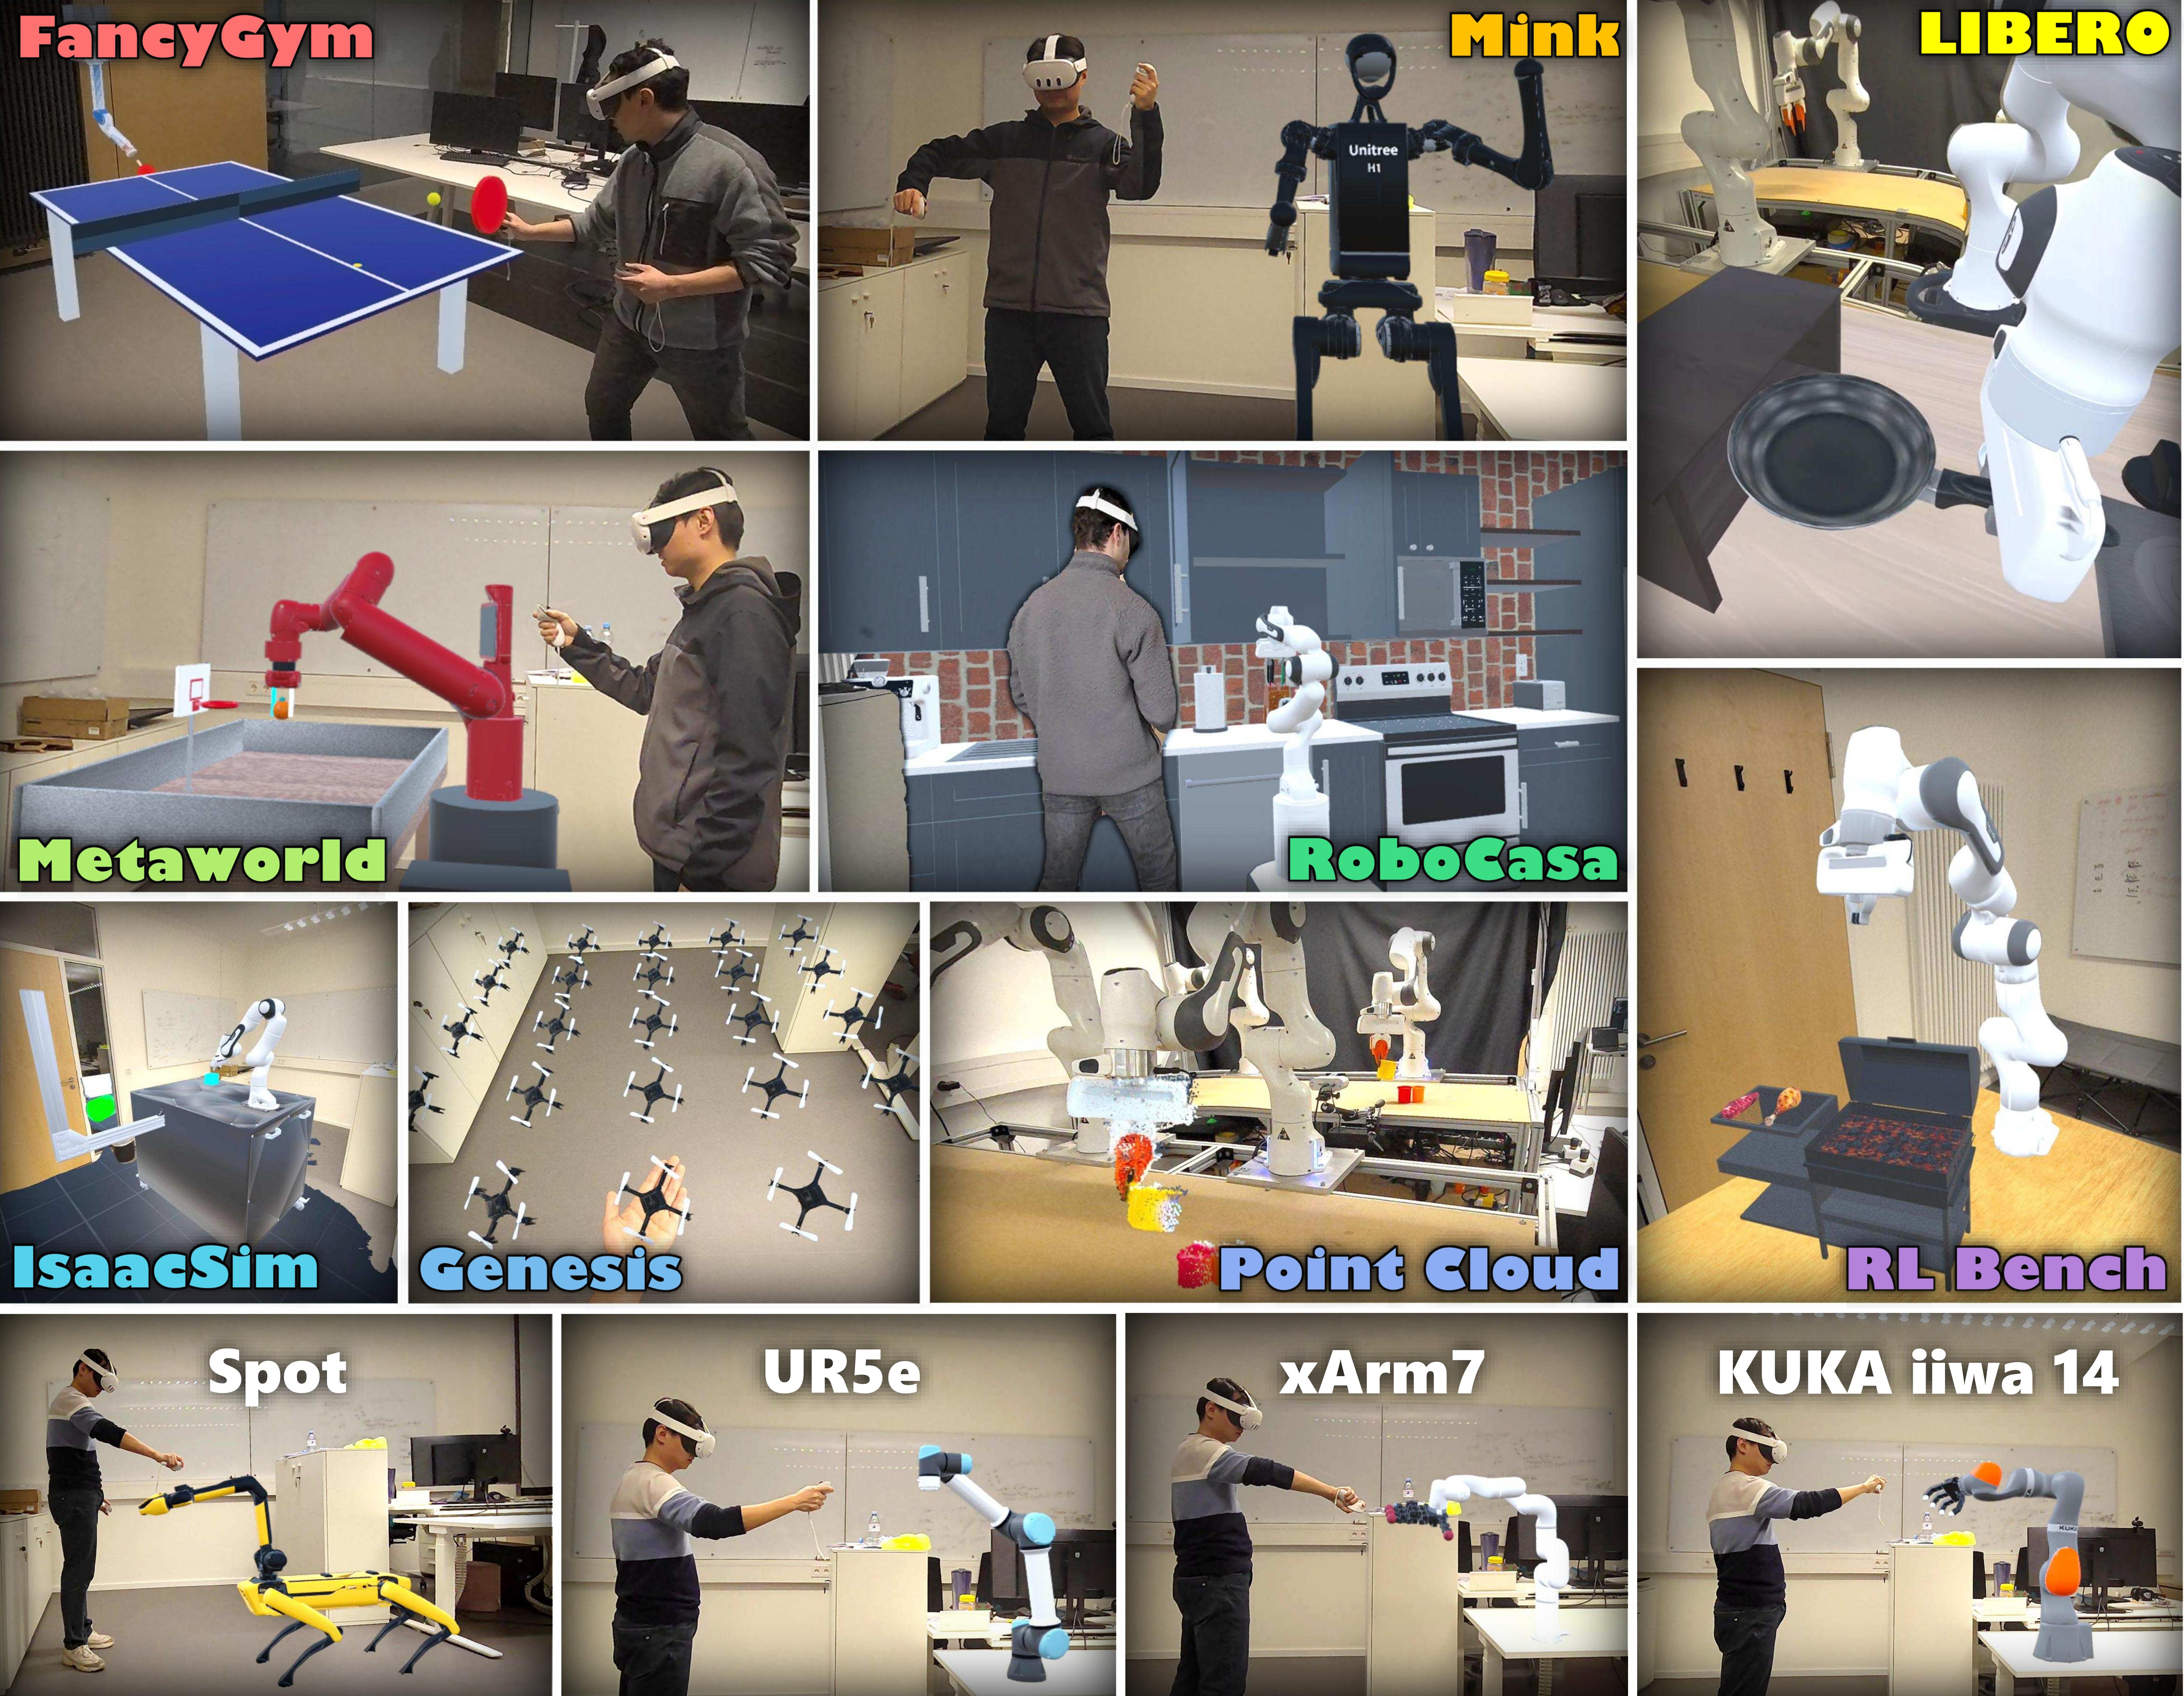 FancyGym
Mink
Unitree
H1
LIBERO
Metaworld
RoboCasa
IsaacSim
Genesis
Point Cloud
RL Bench
Spot
UR5e
xArm7
KUKA iiwa 14
KUKA